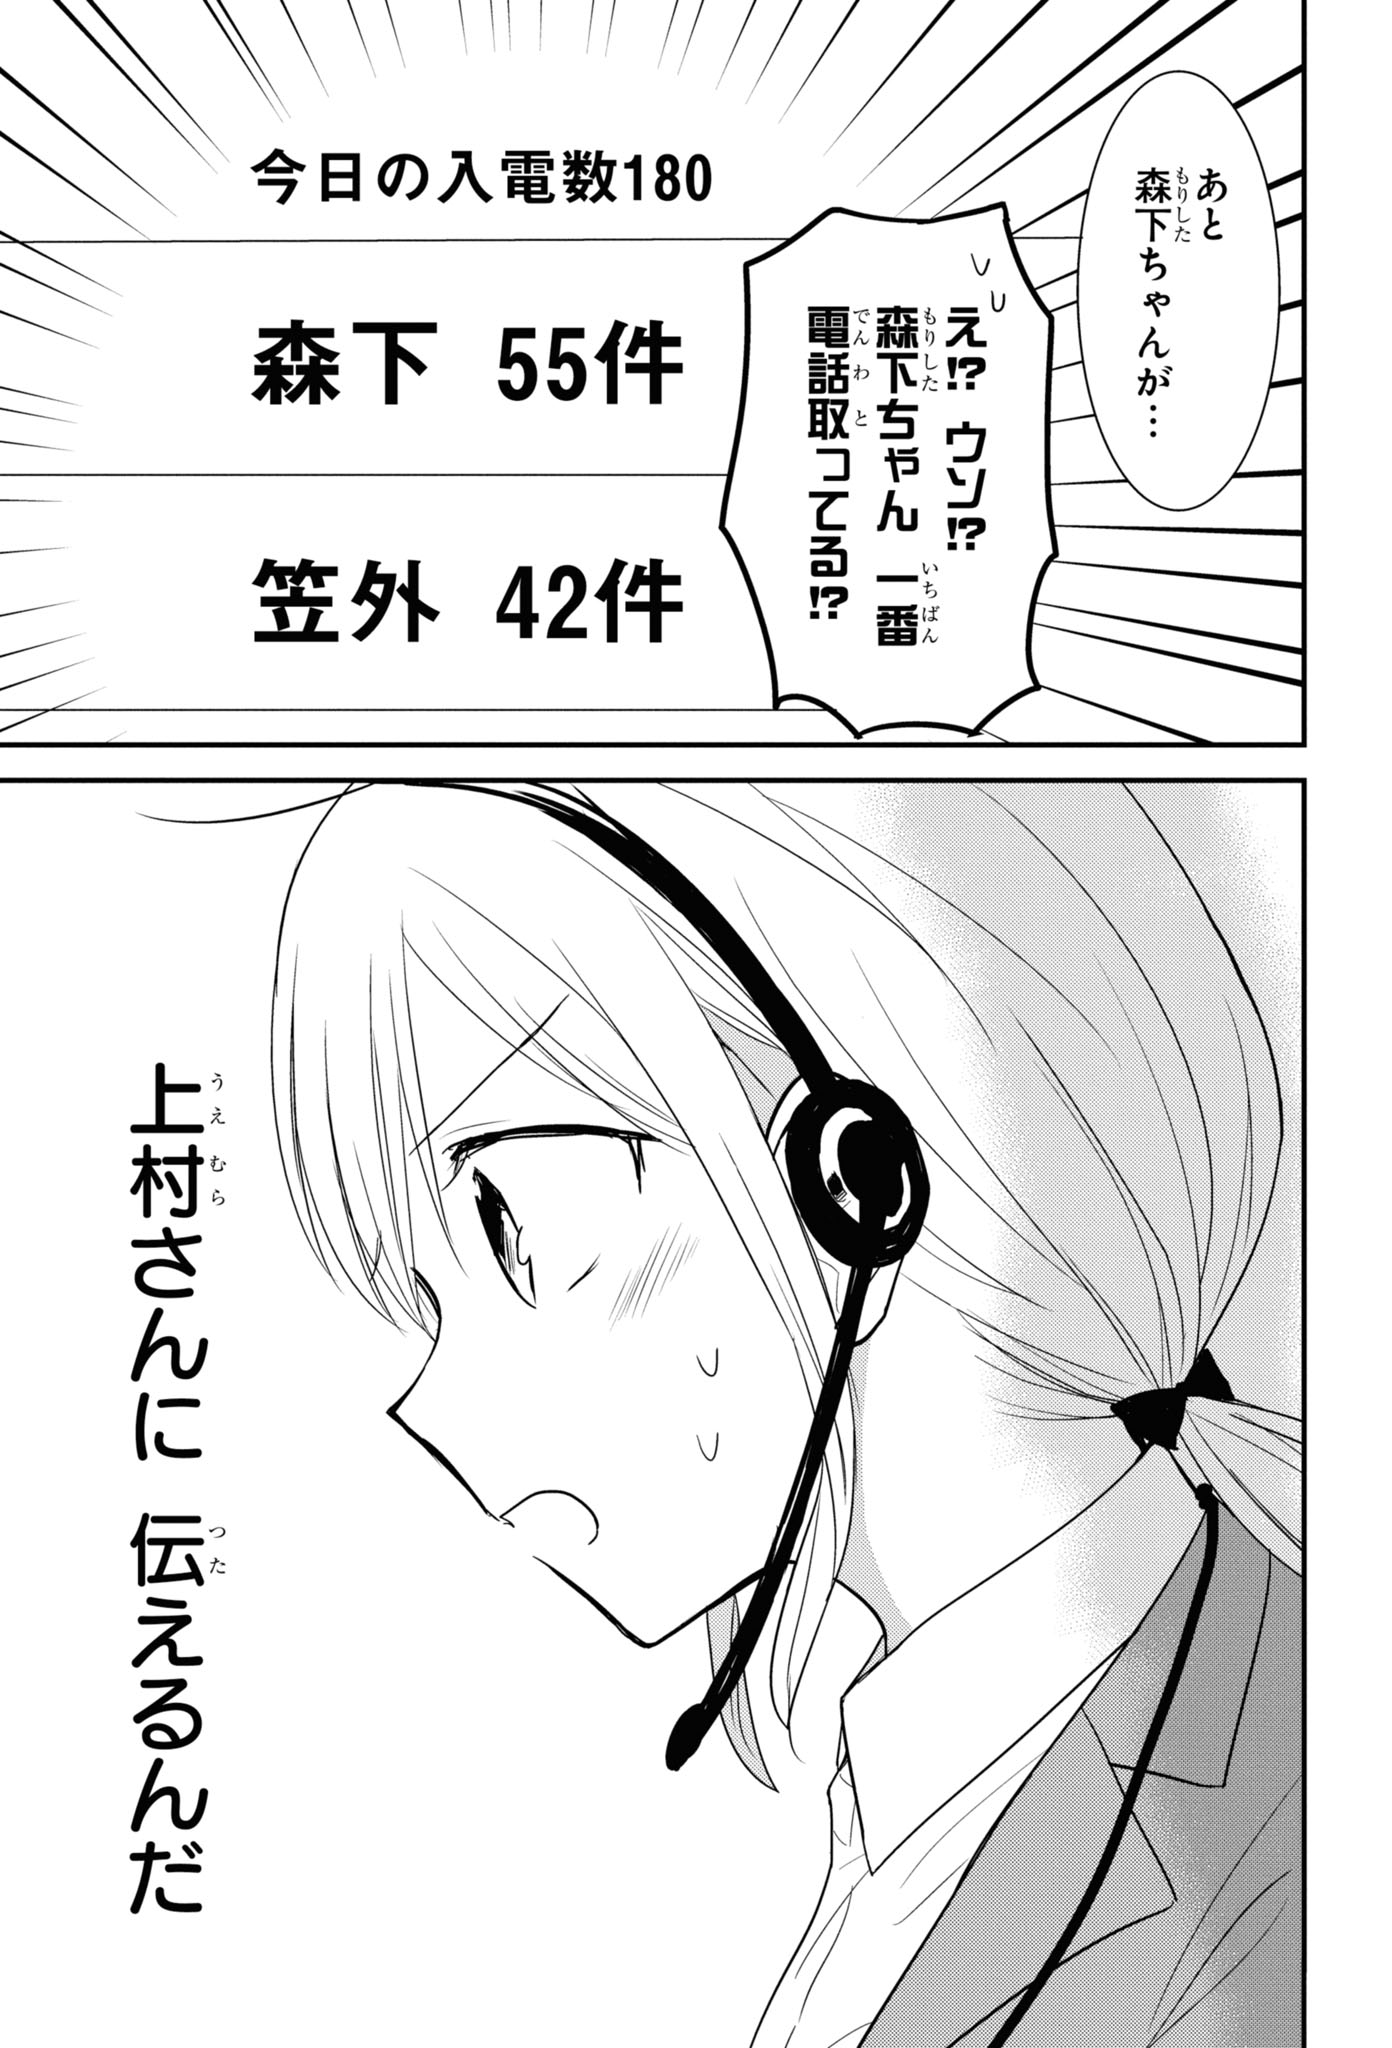 あと
森下ちゃんが…
え!? ウソ!?
森下ちゃん 一番
電話取ってる!?
今日の入電数180
森下 55件
笠外 42件
上村さんに 伝えるんだ